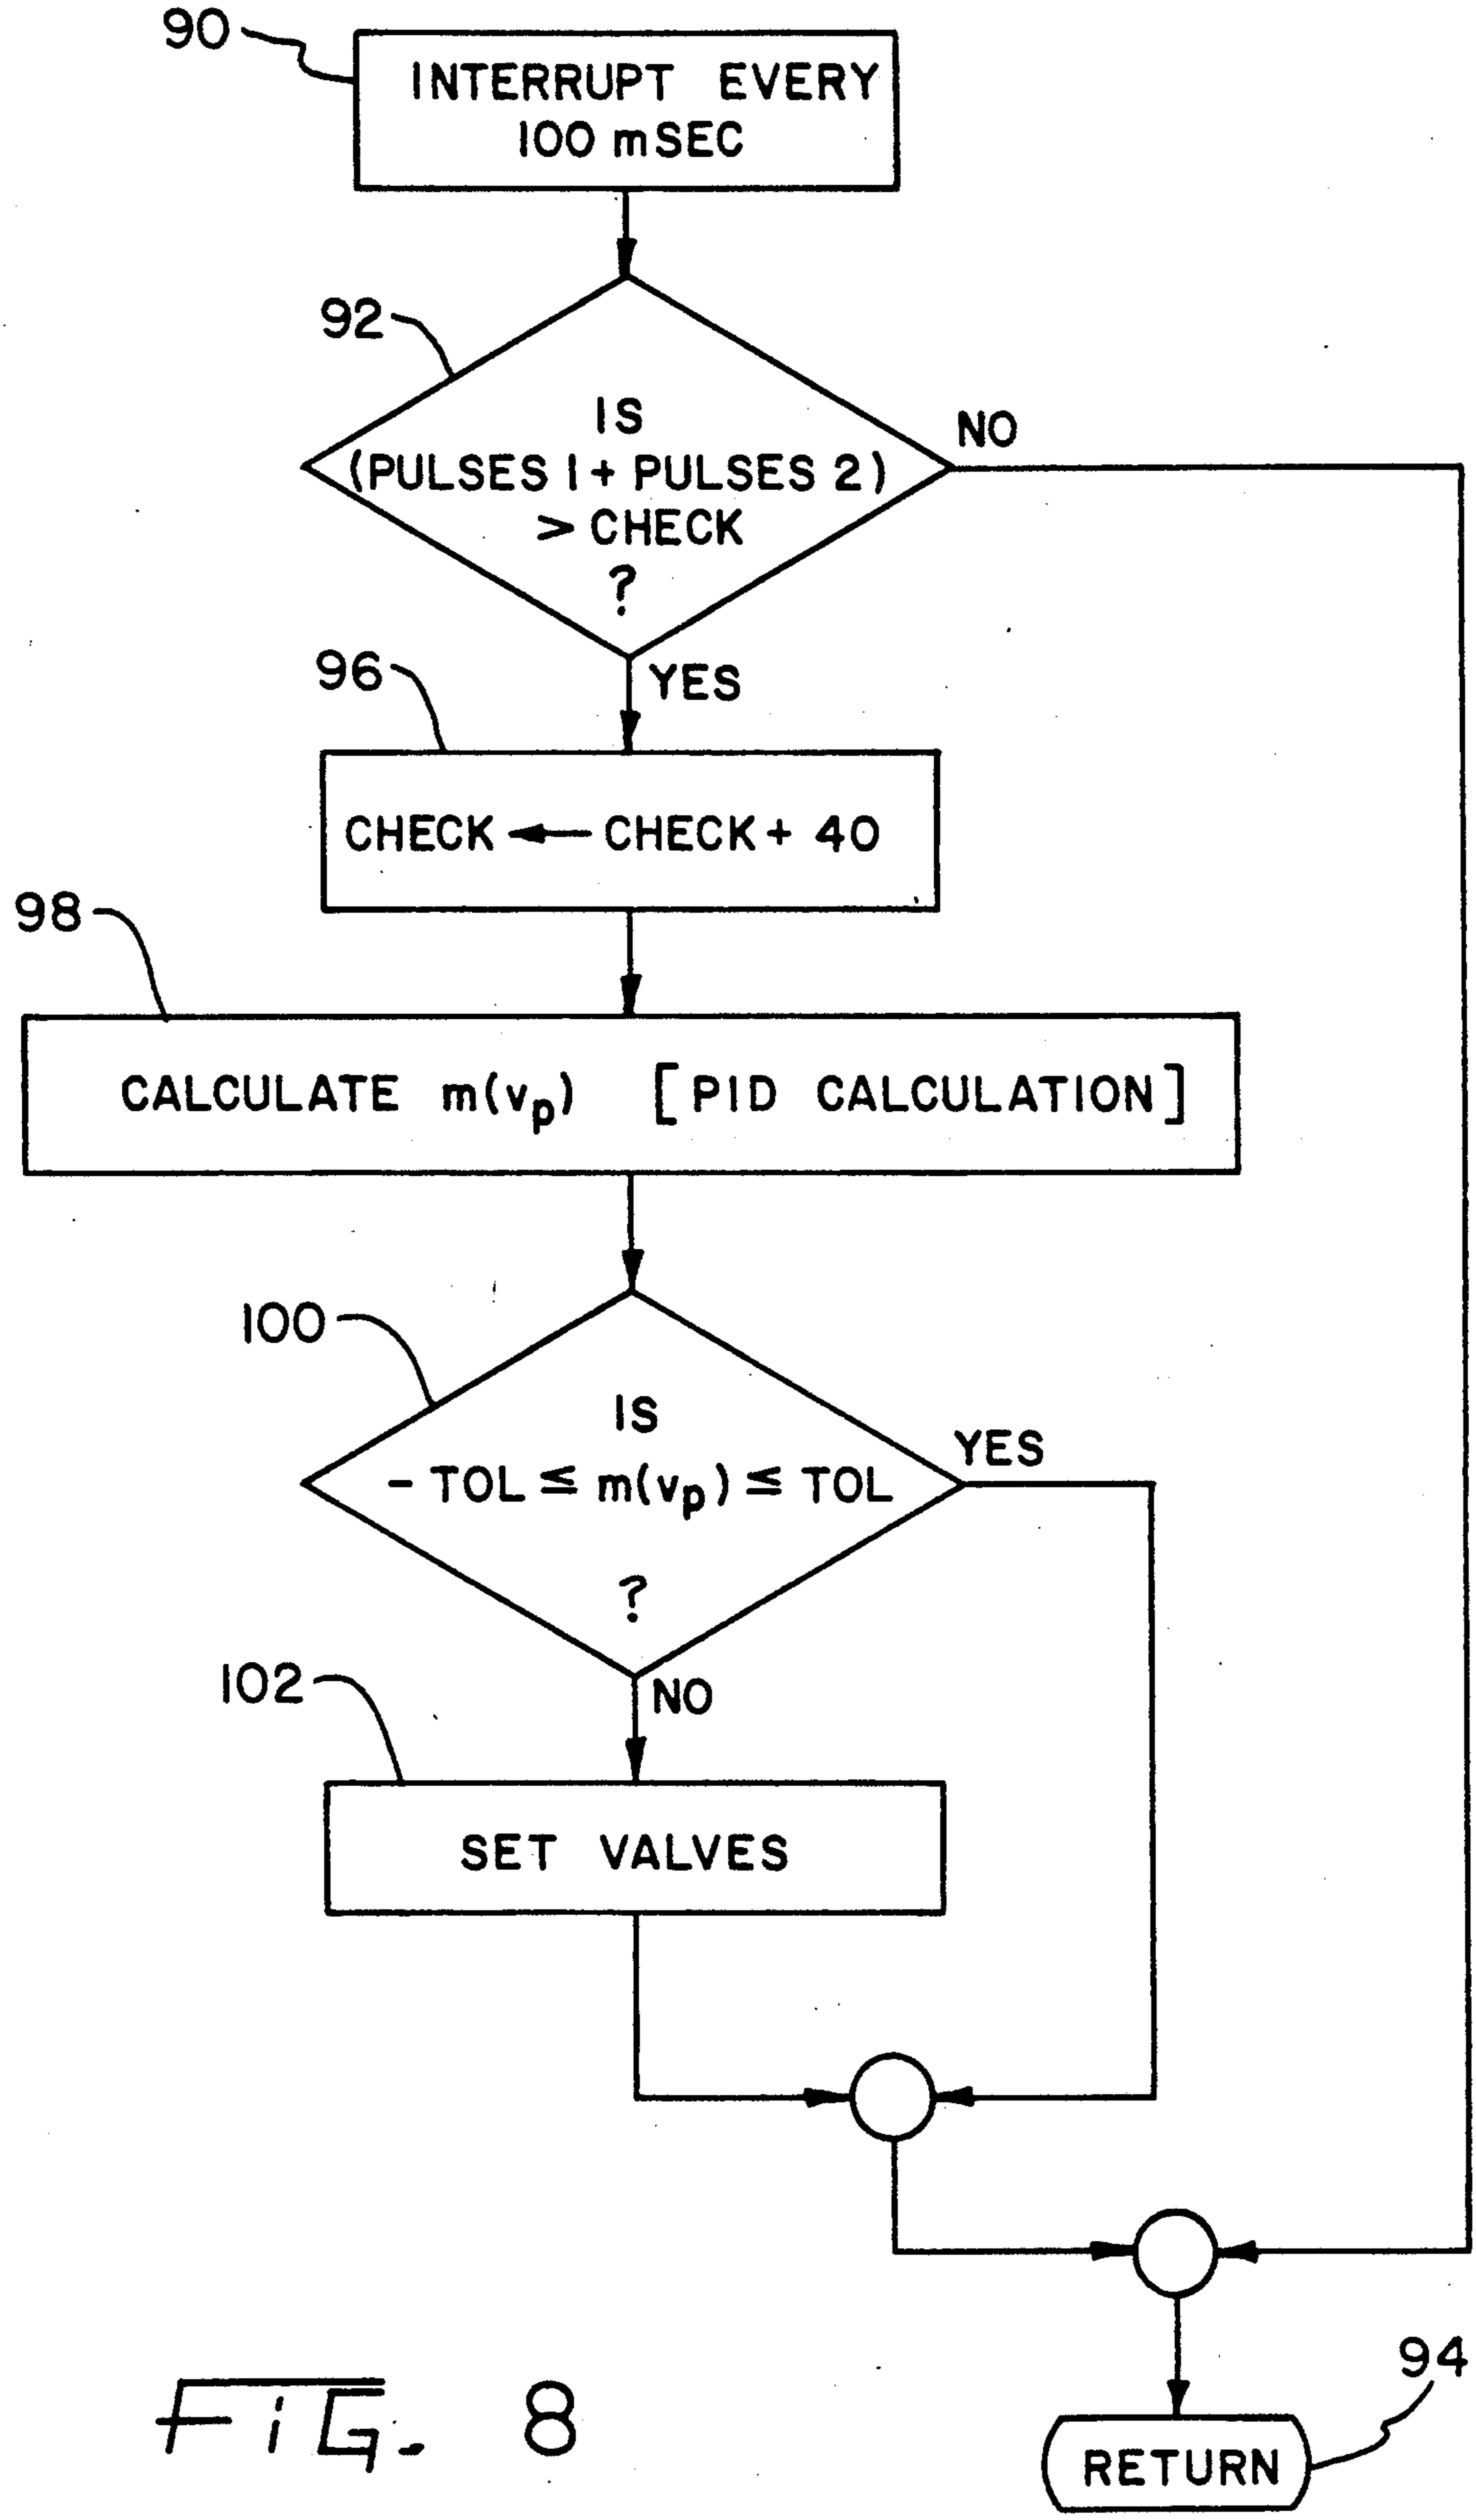 90
INTERRUPT EVERY
100 mSEC
92
IS
(PULSES 1 + PULSES 2)
> CHECK
?
NO
YES
96
CHECK ← CHECK + 40
98
CALCULATE m(vp) [PID CALCULATION]
100
IS
- TOL ≤ m(vp) ≤ TOL
?
YES
NO
102
SET VALVES
94
RETURN
FiG. 8